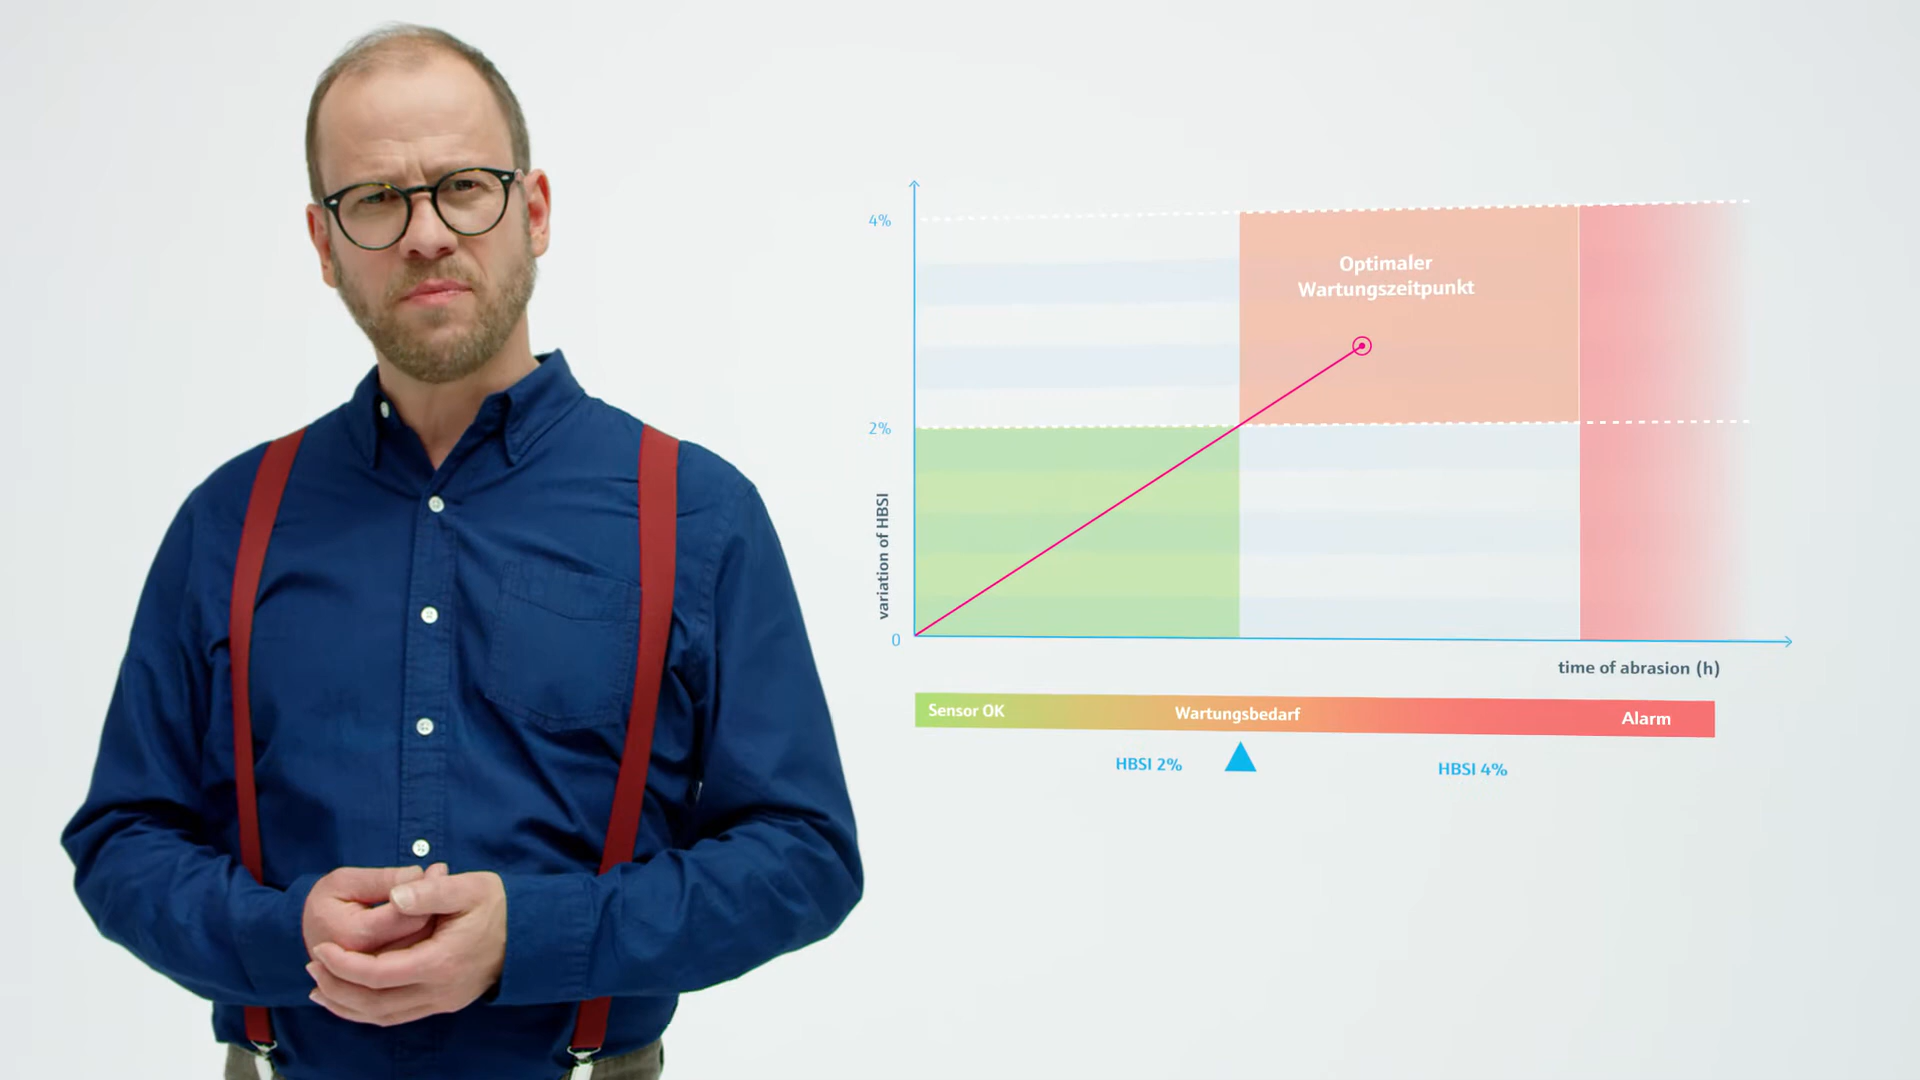 4%
Optimaler
Wartungszeitpunkt
2%
variation of HBSI
0
time of abrasion (h)
Sensor OK
Wartungsbedarf
Alarm
HBSI 2%
HBSI 4%